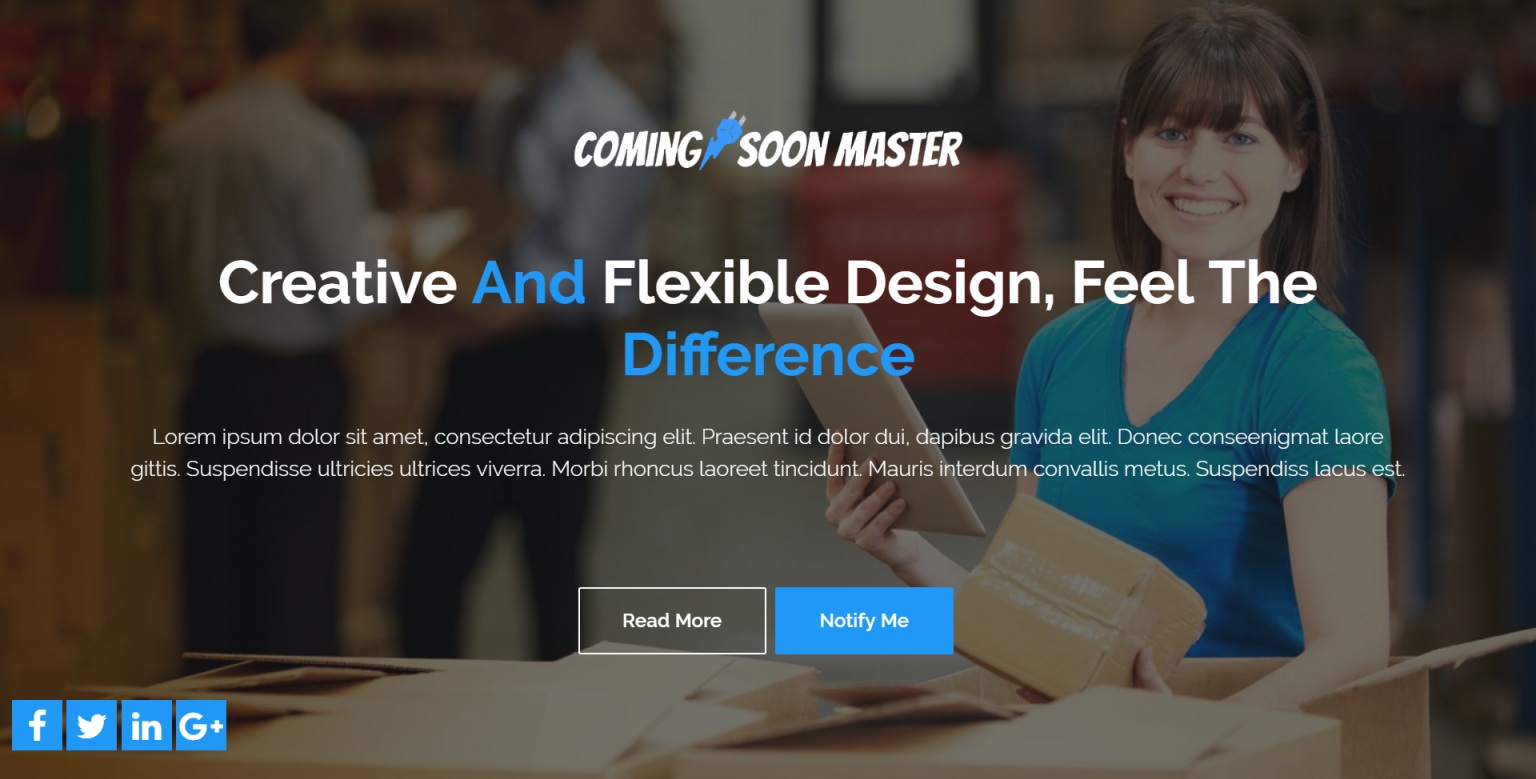 COMING SOON MASTER
Creative And Flexible Design, Feel The
Difference
Lorem ipsum dolor sit amet, consectetur adipiscing elit. Praesent id dolor dui, dapibus gravida elit. Donec conseenigmat laore
gittis. Suspendisse ultricies ultrices viverra. Morbi rhoncus laoreet tincidunt. Mauris interdum convallis metus. Suspendiss lacus est.
Read More Notify Me
f in G+